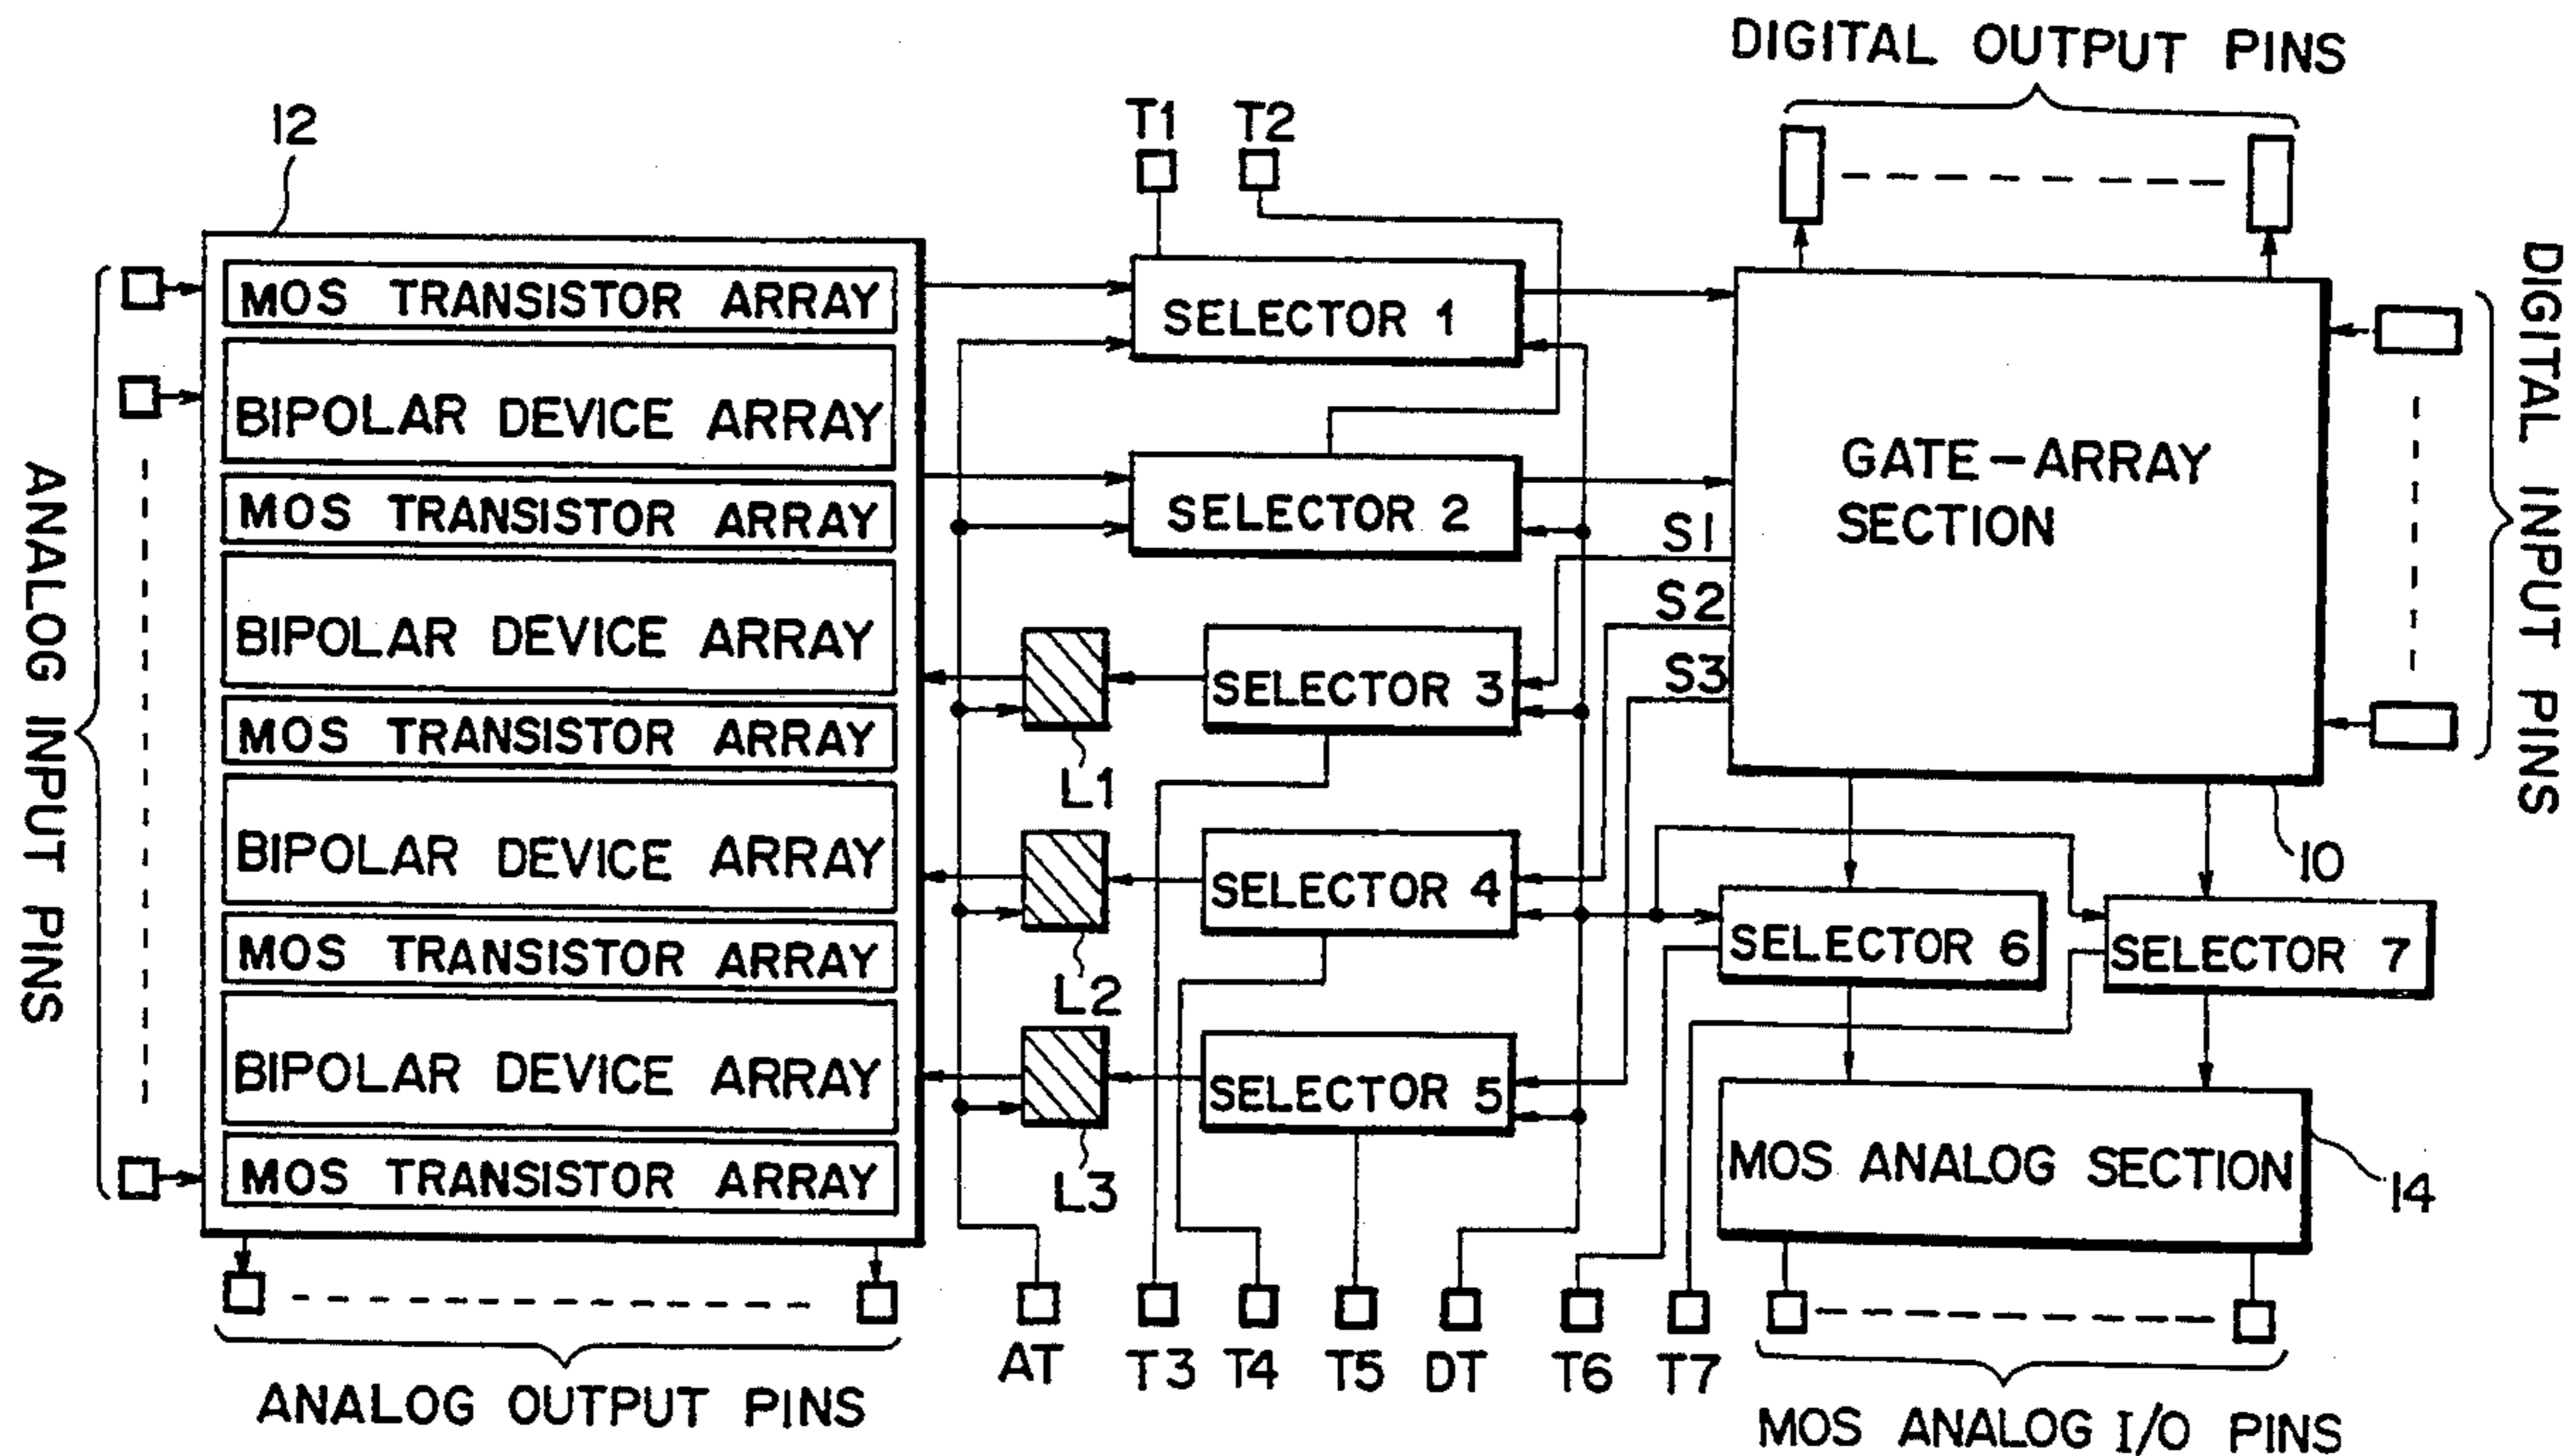 DIGITAL OUTPUT PINS
12
T1
T2
ANALOG INPUT PINS
MOS TRANSISTOR ARRAY
BIPOLAR DEVICE ARRAY
MOS TRANSISTOR ARRAY
BIPOLAR DEVICE ARRAY
MOS TRANSISTOR ARRAY
BIPOLAR DEVICE ARRAY
MOS TRANSISTOR ARRAY
BIPOLAR DEVICE ARRAY
MOS TRANSISTOR ARRAY
SELECTOR 1
SELECTOR 2
SELECTOR 3
SELECTOR 4
SELECTOR 5
L1
L2
L3
S1
S2
S3
GATE-ARRAY
SECTION
DIGITAL INPUT PINS
10
SELECTOR 6
SELECTOR 7
MOS ANALOG SECTION
14
AT
T3
T4
T5
DT
T6
T7
ANALOG OUTPUT PINS
MOS ANALOG I/O PINS